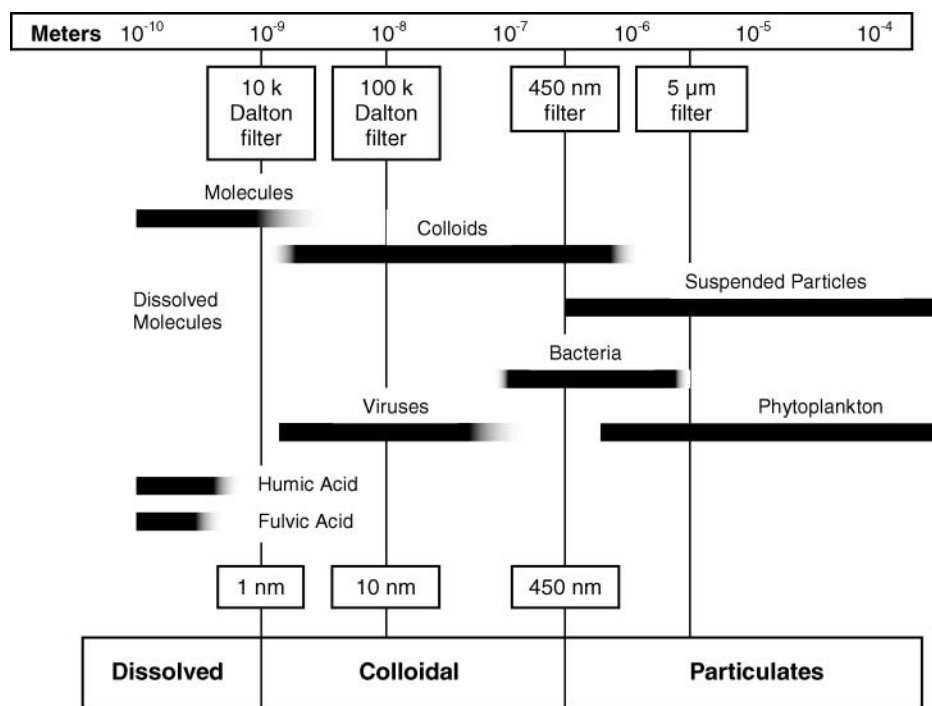 Meters 10⁻¹⁰ 10⁻⁹ 10⁻⁸ 10⁻⁷ 10⁻⁶ 10⁻⁵ 10⁻⁴
10 k
Dalton
filter
100 k
Dalton
filter
450 nm
filter
5 µm
filter
Molecules
Colloids
Suspended Particles
Dissolved
Molecules
Bacteria
Viruses
Phytoplankton
Humic Acid
Fulvic Acid
1 nm
10 nm
450 nm
Dissolved
Colloidal
Particulates